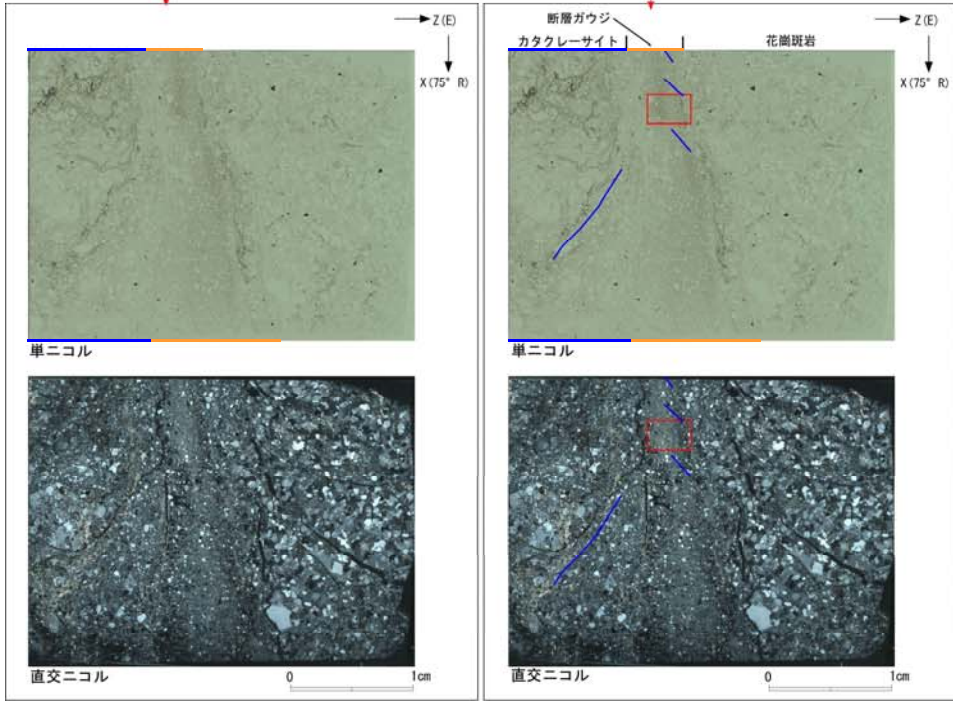 Z(E)
X(75° R)
単ニコル
直交ニコル
0 1cm
断層ガウジ
Z(E)
カタクレーサイト
花崗斑岩
X(75° R)
単ニコル
直交ニコル
0 1cm